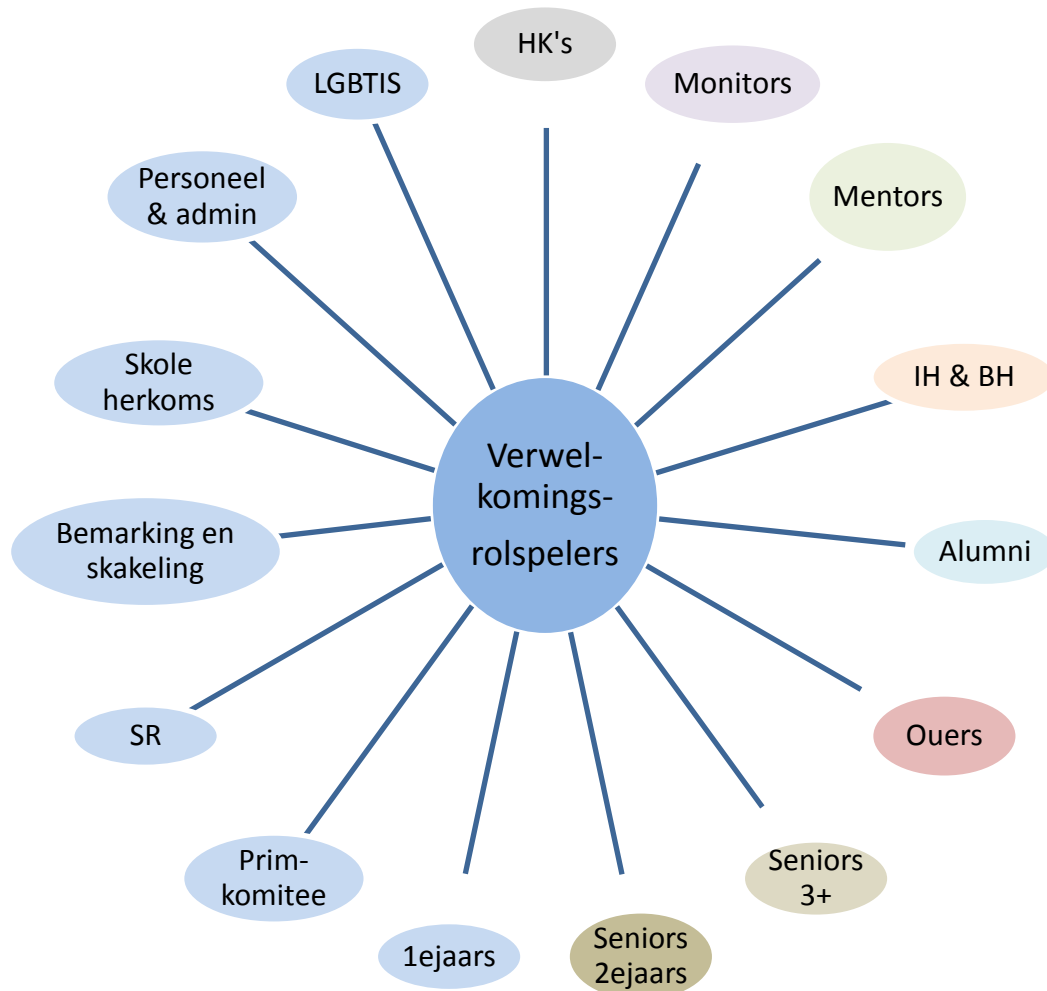 HK's
LGBTIS
Monitors
Personeel
& admin
Mentors
Skole
herkoms
IH & BH
Verwel-
komings-
rolspelers
Bemarking en
skakeling
Alumni
SR
Ouers
Prim-
komitee
Seniors
3+
1ejaars
Seniors
2ejaars